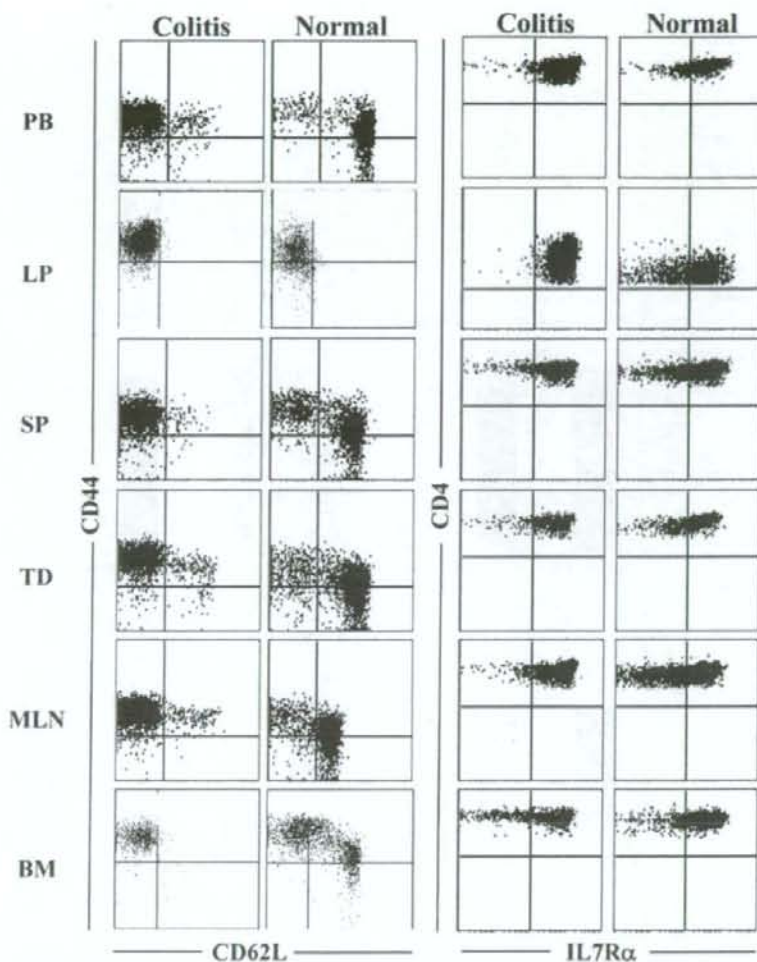 Colitis Normal Colitis Normal
PB
LP
SP
TD
MLN
BM
CD44
CD4
CD62L
IL7Rα